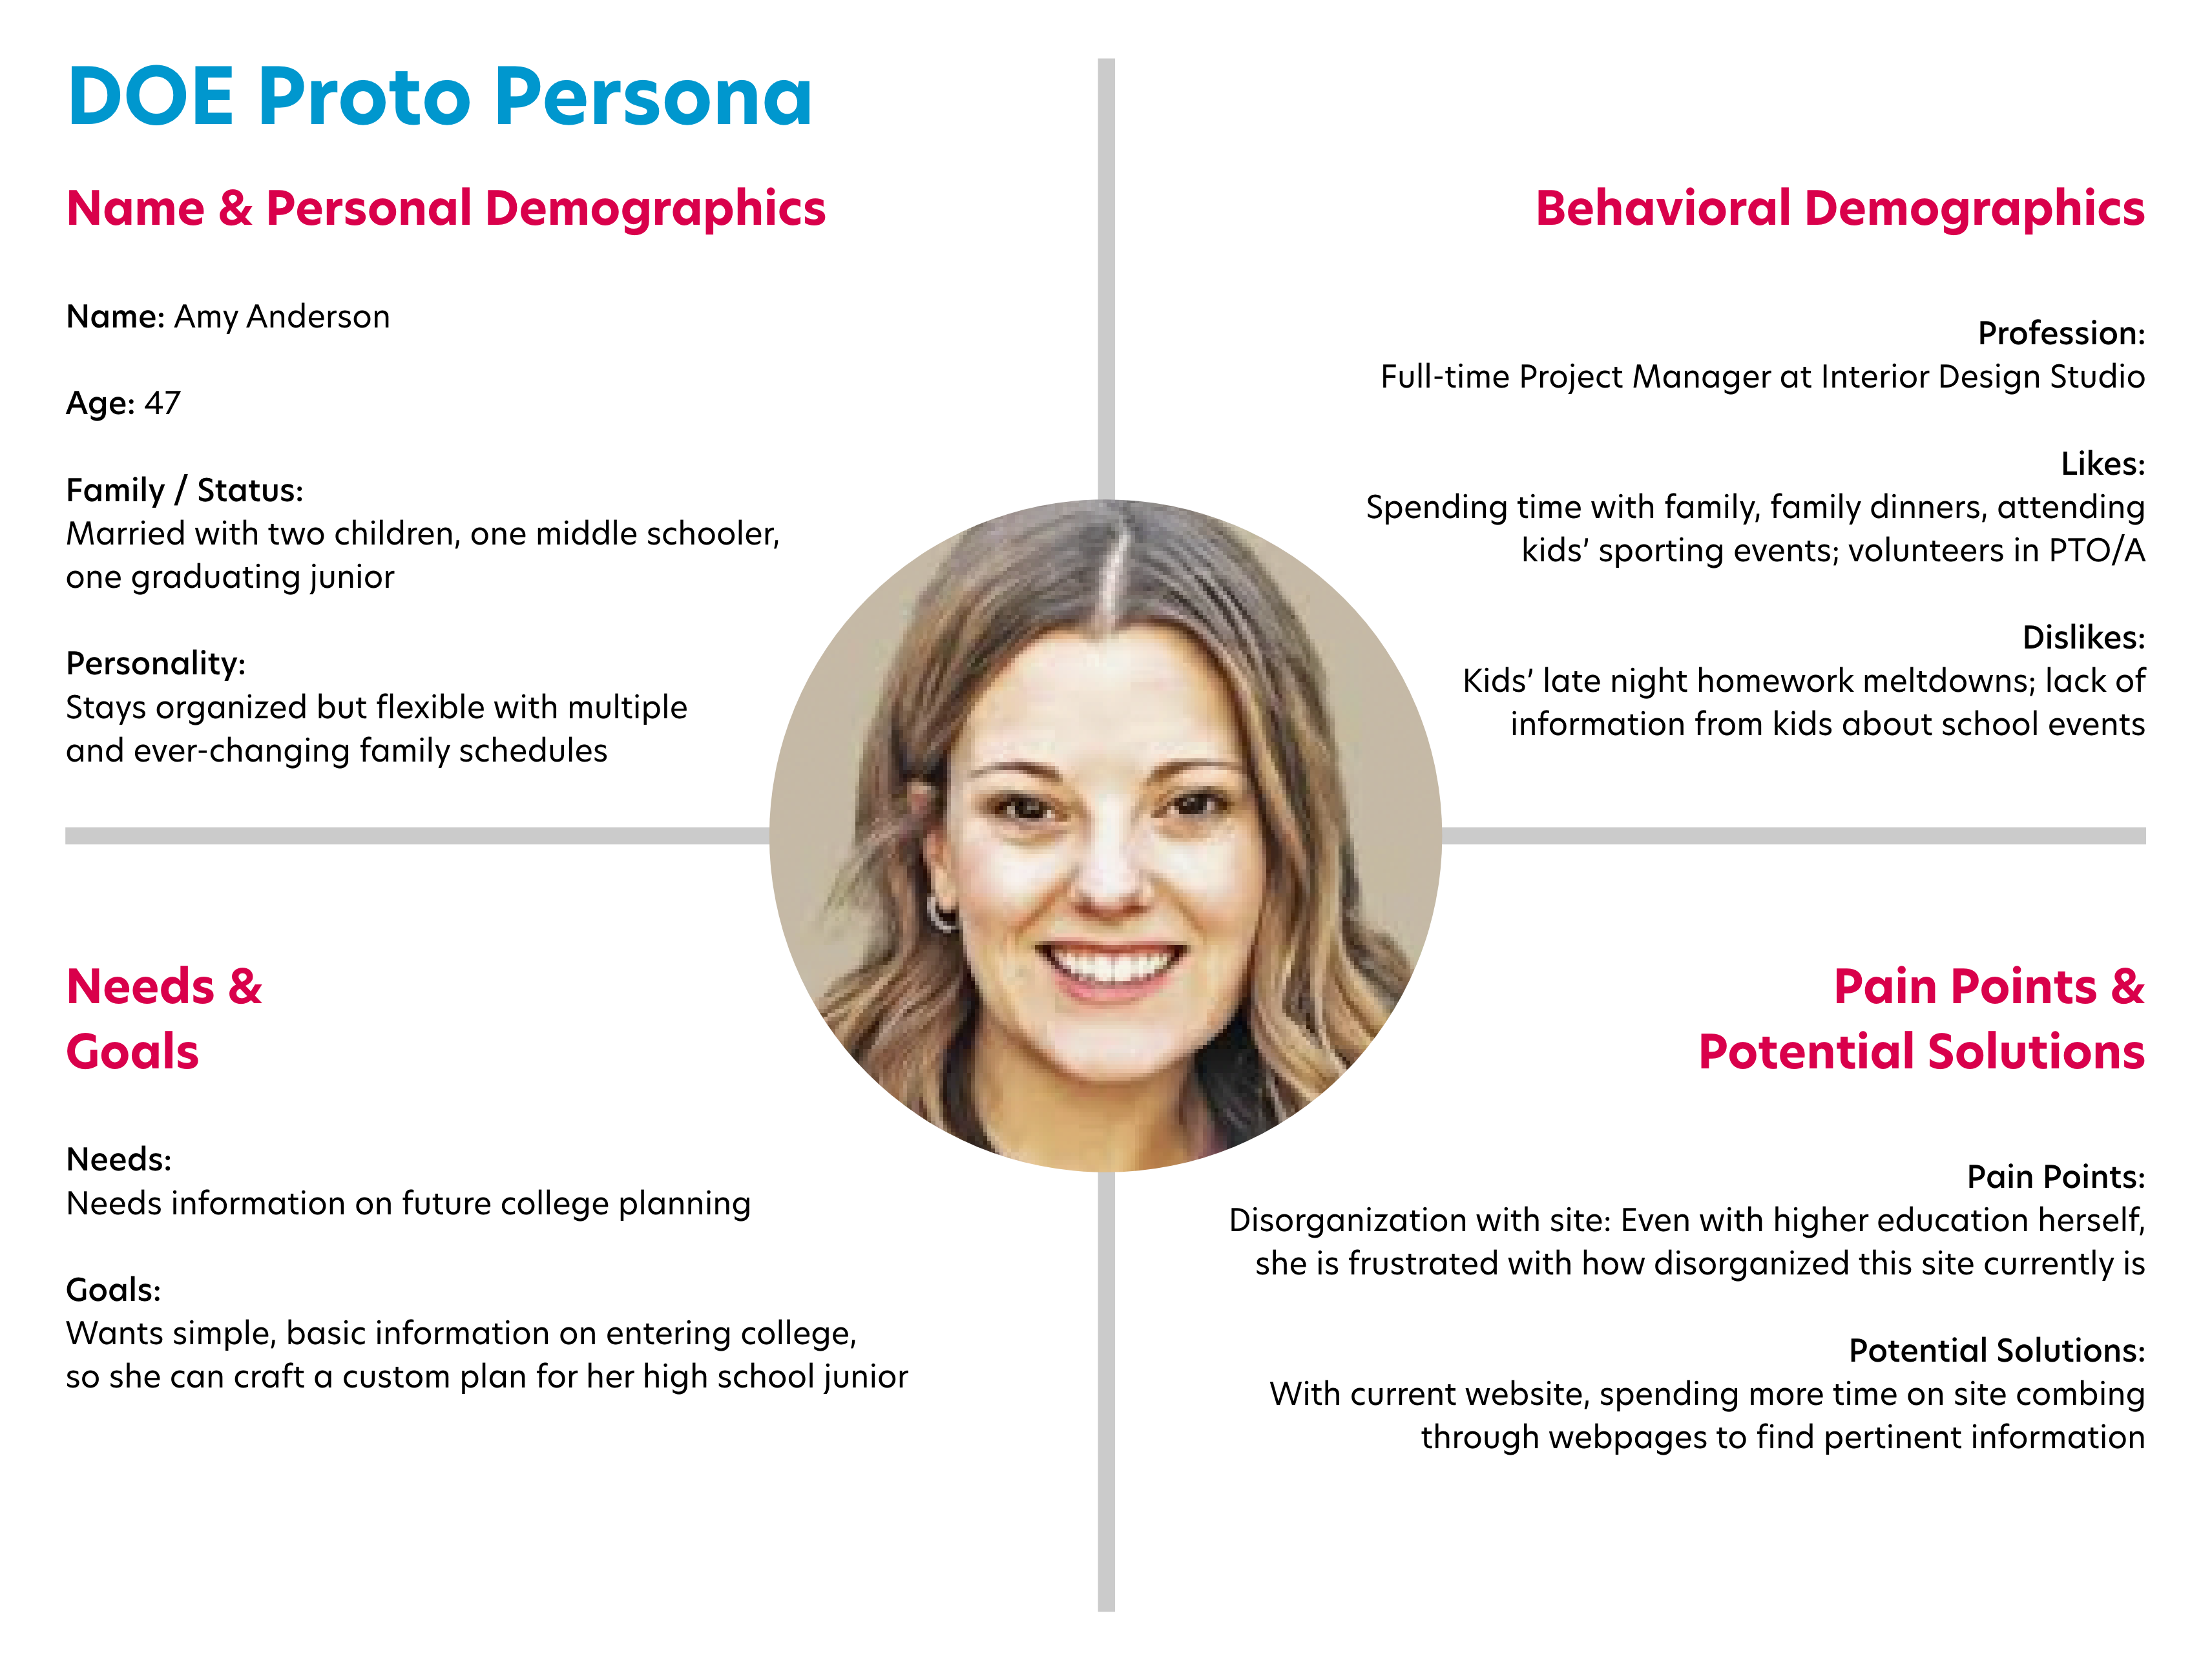 DOE Proto Persona
Name & Personal Demographics
Name: Amy Anderson
Age: 47
Family / Status:
Married with two children, one middle schooler,
one graduating junior
Personality:
Stays organized but flexible with multiple
and ever-changing family schedules
Behavioral Demographics
Profession:
Full-time Project Manager at Interior Design Studio
Likes:
Spending time with family, family dinners, attending
kids’ sporting events; volunteers in PTO/A
Dislikes:
Kids’ late night homework meltdowns; lack of
information from kids about school events
Needs &
Goals
Needs:
Needs information on future college planning
Goals:
Wants simple, basic information on entering college,
so she can craft a custom plan for her high school junior
Pain Points &
Potential Solutions
Pain Points:
Disorganization with site: Even with higher education herself,
she is frustrated with how disorganized this site currently is
Potential Solutions:
With current website, spending more time on site combing
through webpages to find pertinent information